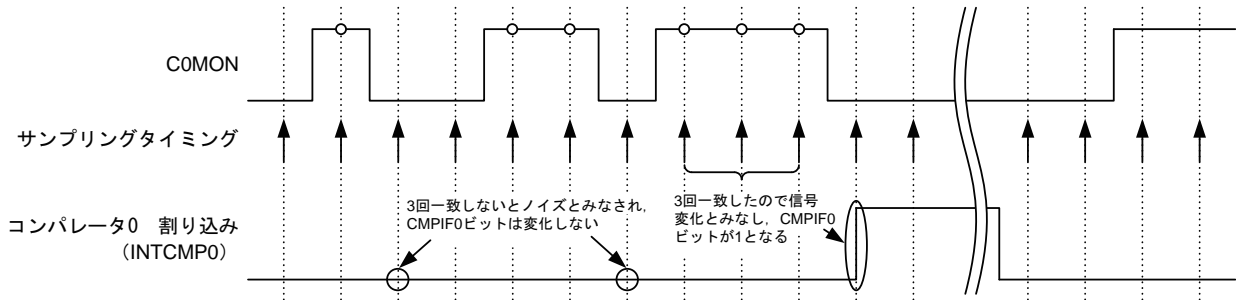 C0MON
サンプリングタイミング
3回一致しないとノイズとみなされ,
CMPIF0ビットは変化しない
3回一致したので信号
変化とみなし, CMPIF0
ビットが1となる
コンパレータ0 割り込み
(INTCMP0)